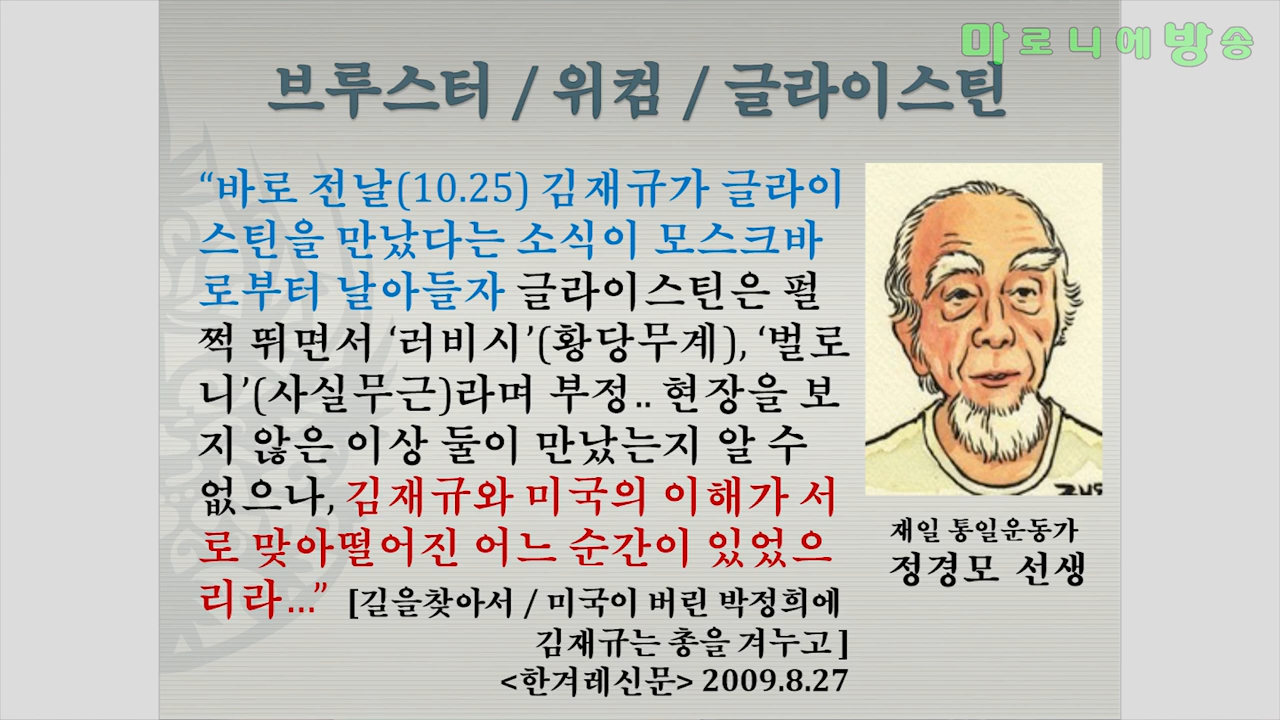 마로니에방송
브루스터 / 위컴 / 글라이스틴
“바로 전날(10.25) 김재규가 글라이
스틴을 만났다는 소식이 모스크바
로부터 날아들자 글라이스틴은 펄
쩍 뛰면서 ‘러비시’(황당무계), ‘벌로
니’(사실무근)라며 부정.. 현장을 보
지 않은 이상 둘이 만났는지 알 수
없으나, 김재규와 미국의 이해가 서
로 맞아떨어진 어느 순간이 있었으
리라...” [길을찾아서 / 미국이 버린 박정희에
김재규는 총을 겨누고]
<한겨레신문> 2009.8.27
재일 통일운동가
정경모 선생